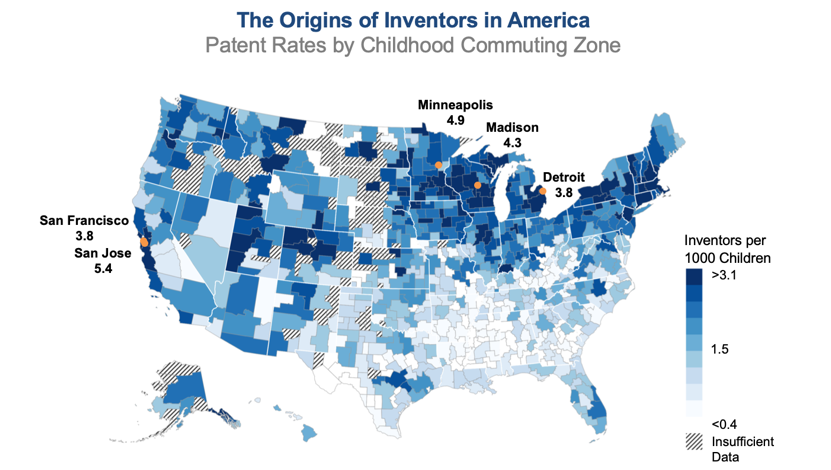 The Origins of Inventors in America
Patent Rates by Childhood Commuting Zone
Minneapolis
4.9
Madison
4.3
Detroit
3.8
San Francisco
3.8
San Jose
5.4
Inventors per
1000 Children
>3.1
1.5
<0.4
Insufficient
Data